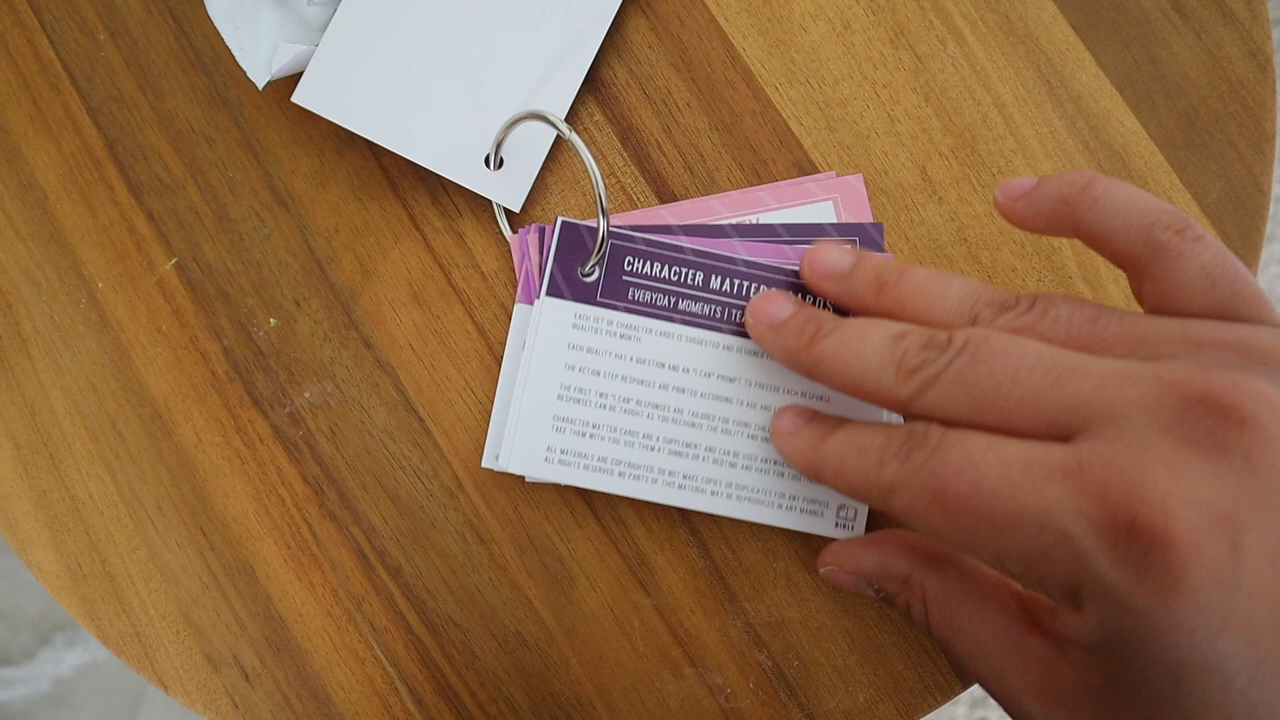 CHARACTER MATTERS CARDS
EVERYDAY MOMENTS |
EACH SET OF CHARACTER CARDS IS SUGGESTED AND DESIGNED
QUALITIES PER MONTH.
EACH QUALITY HAS A QUESTION AND AN "I CAN" PROMPT TO PRECEDE EACH RESPONSE.
THE ACTION STEP RESPONSES ARE PRINTED ACCORDING TO AGE AND
THE FIRST TWO "I CAN" RESPONSES ARE TAILORED FOR YOUNG
RESPONSES CAN BE TAUGHT AS YOU RECOGNIZE THE ABILITY AND
CHARACTER MATTER CARDS ARE A SUPPLEMENT AND CAN BE USED
TAKE THEM WITH YOU, USE THEM AT DINNER OR AT BEDTIME AND HAVE FUN
ALL MATERIALS ARE COPYRIGHTED. DO NOT MAKE COPIES OR DUPLICATES FOR ANY PURPOSE.
ALL RIGHTS RESERVED. NO PARTS OF THIS MATERIAL MAY BE REPRODUCED IN ANY MANNER.
BIBLE